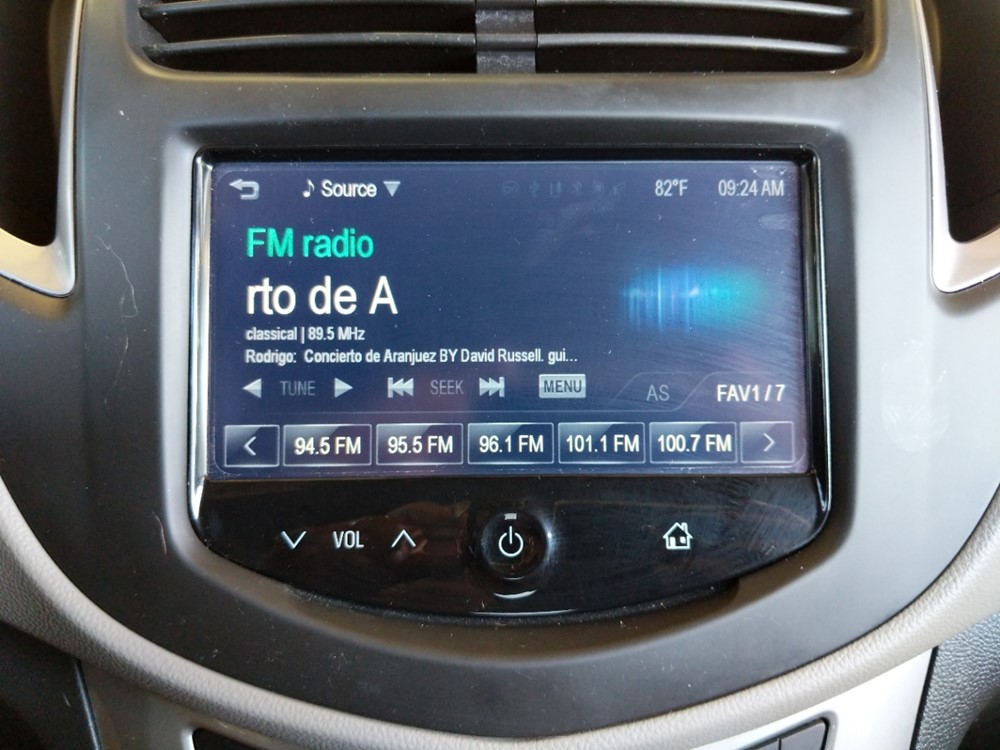 Source 82°F 09:24 AM
FM radio
rto de A
classical | 89.5 MHz
Rodrigo: Concierto de Aranjuez BY David Russell. gui...
TUNE SEEK MENU AS FAV1 / 7
94.5 FM 95.5 FM 96.1 FM 101.1 FM 100.7 FM
VOL